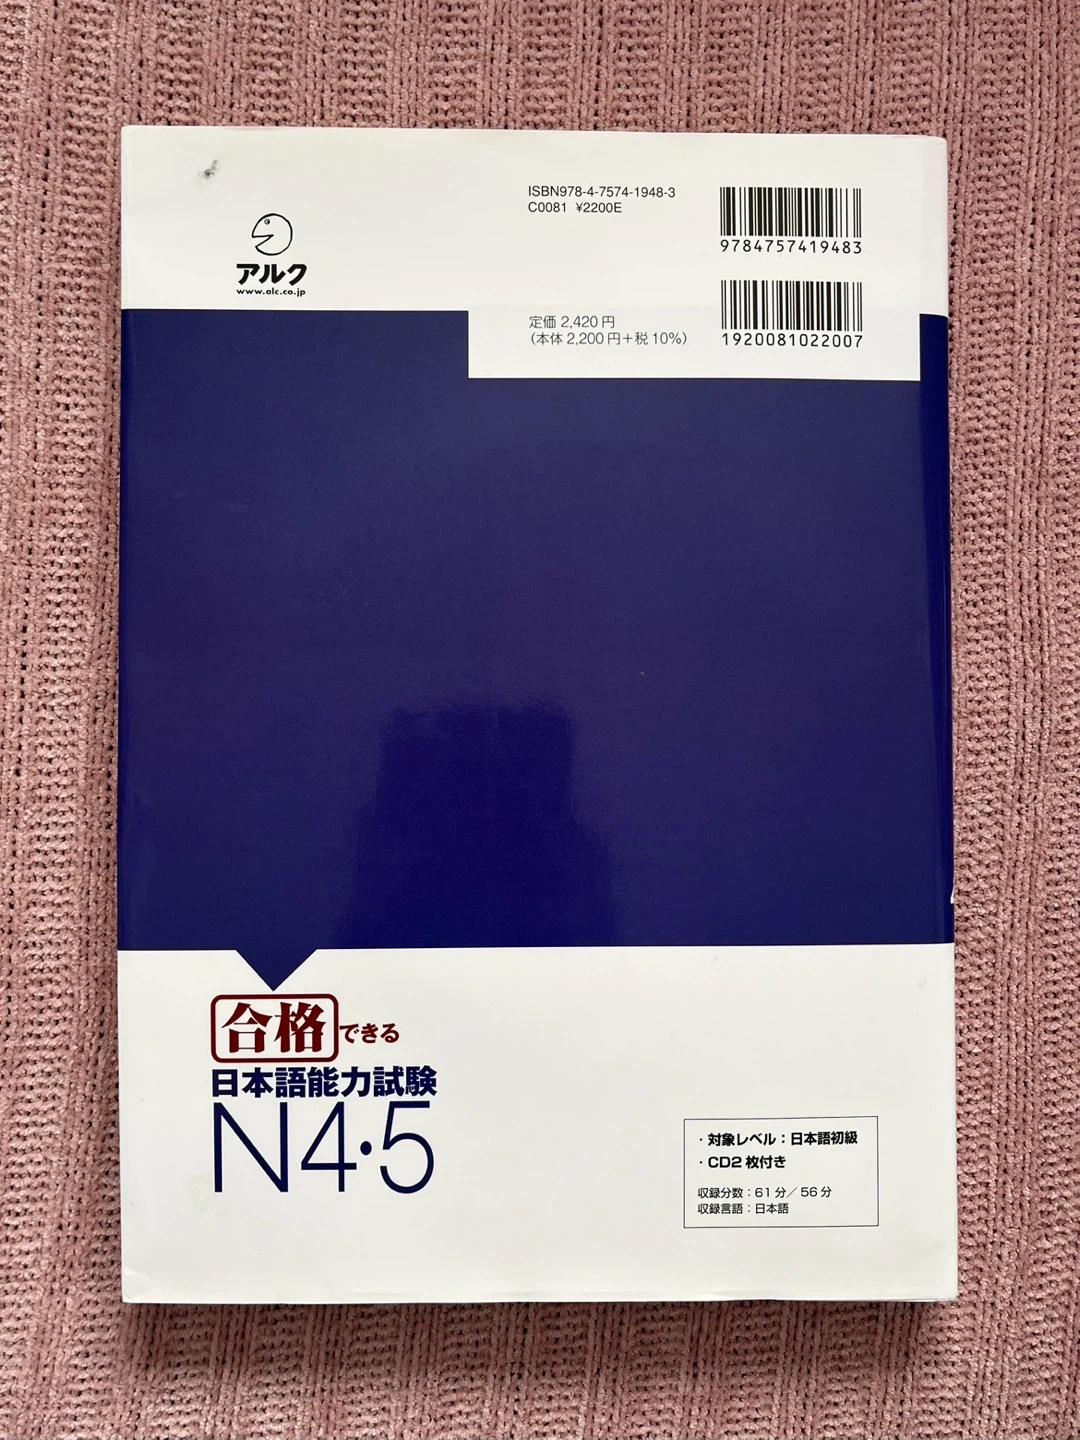 ISBN978-4-7574-1948-3
C0081 ¥2200E
9784757419483
アルク
www.alc.co.jp
定価 2,420 円
（本体 2,200 円＋税 10％）
1920081022007
合格できる
日本語能力試験
N4・5
・対象レベル：日本語初級
・CD2 枚付き
収録分数：61 分／ 56 分
収録言語：日本語